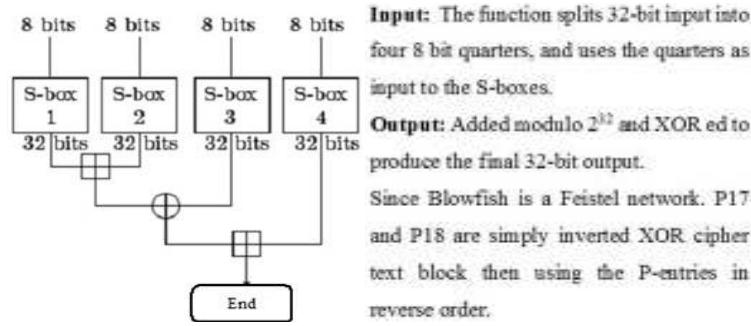 8 bits 8 bits 8 bits 8 bits
S-box 1 S-box 2 S-box 3 S-box 4
32 bits 32 bits 32 bits 32 bits
End
Input: The function splits 32-bit input into
four 8 bit quarters, and uses the quarters as
input to the S-boxes.
Output: Added modulo 2³² and XOR ed to
produce the final 32-bit output.
Since Blowfish is a Feistel network. P17
and P18 are simply inverted XOR cipher
text block then using the P-entries in
reverse order.